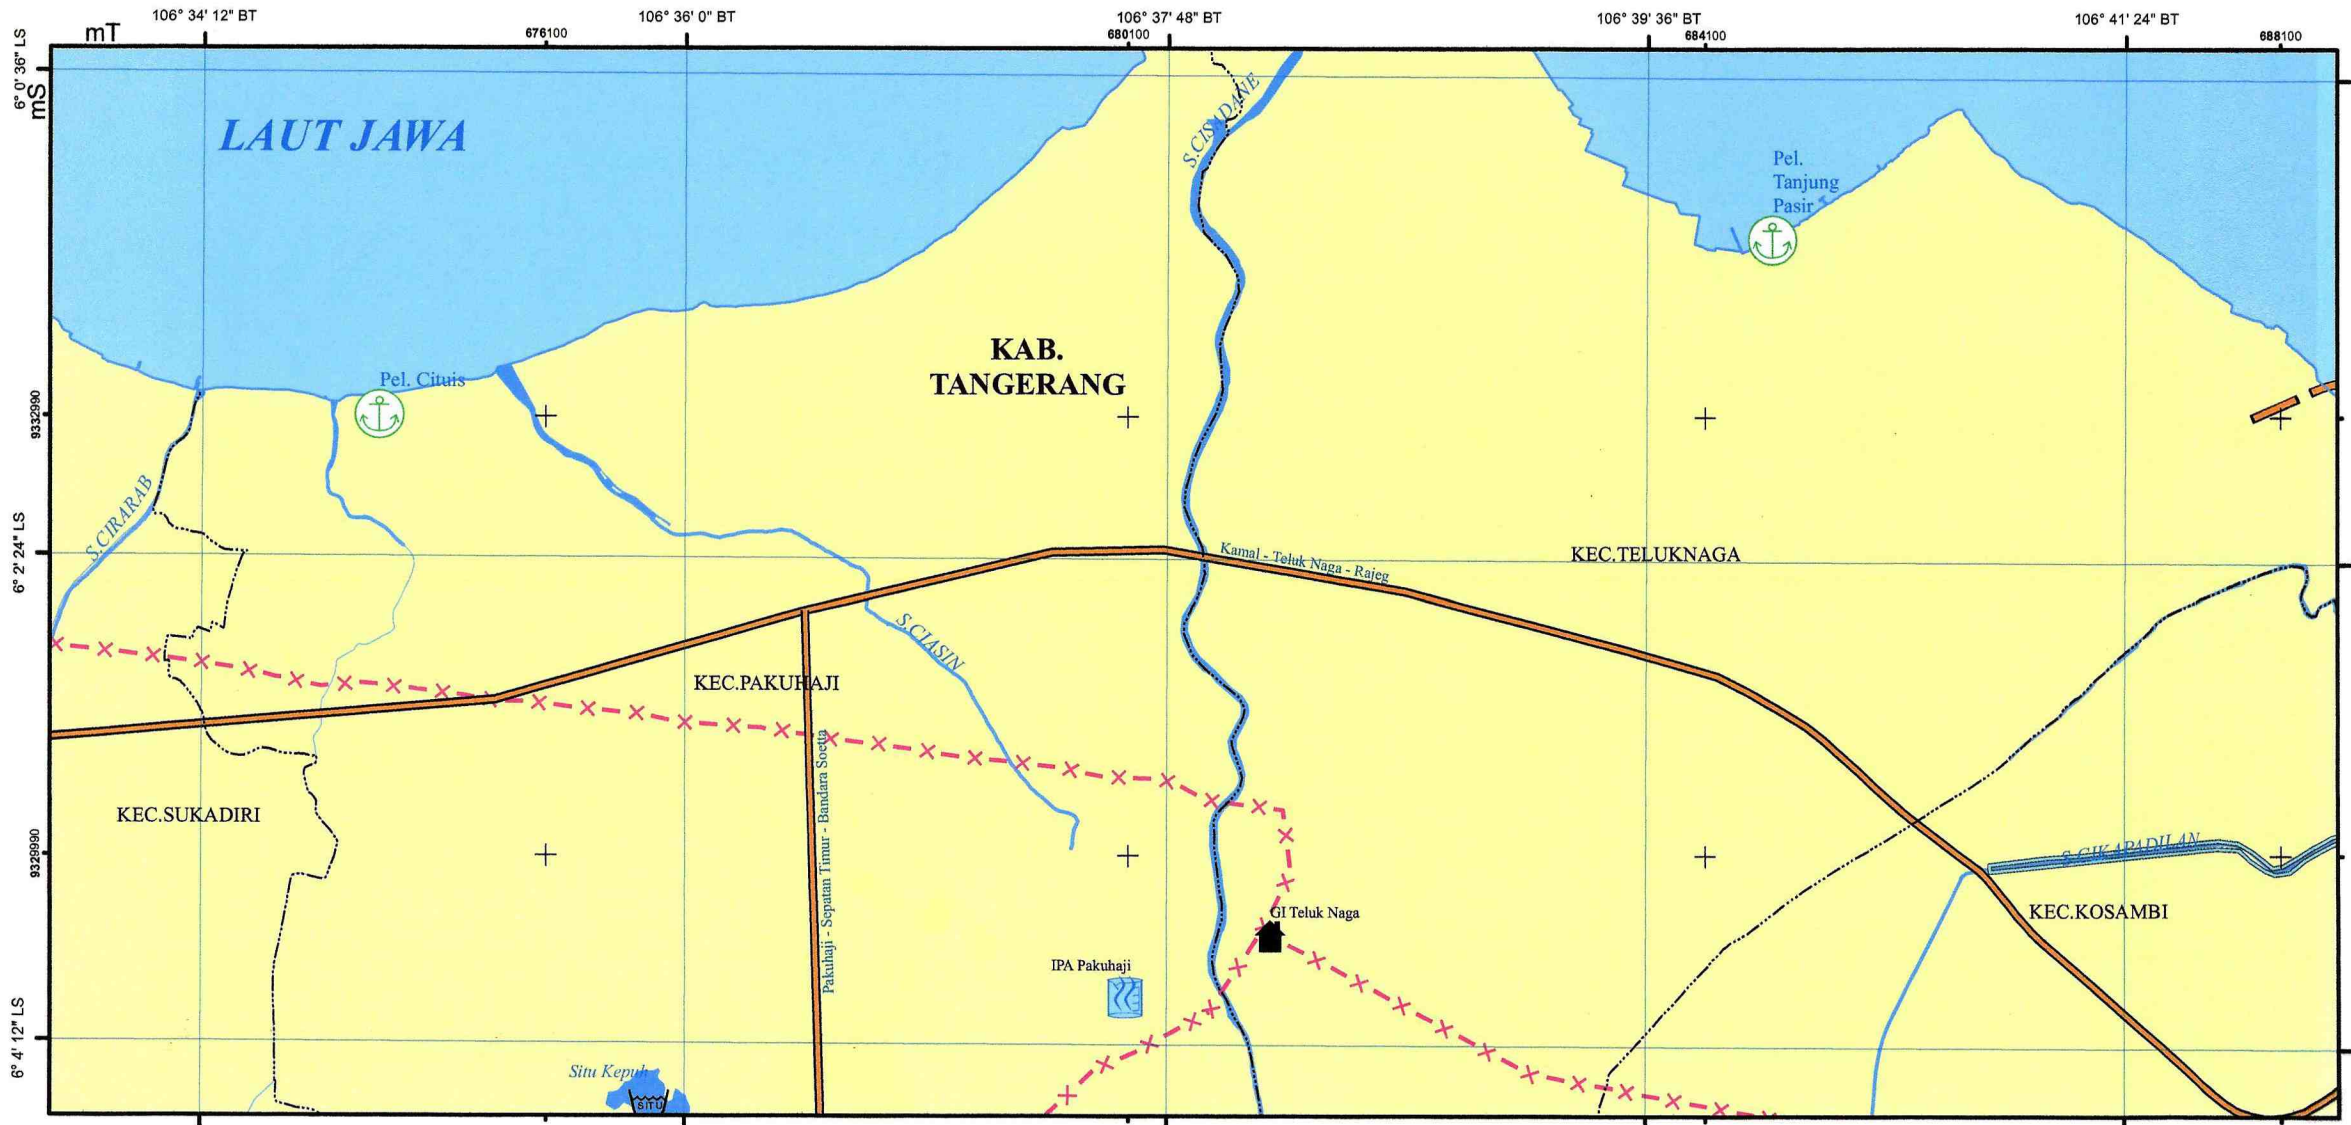 106° 34' 12" BT
106° 36' 0" BT
106° 37' 48" BT
106° 39' 36" BT
106° 41' 24" BT
mT
676100
680100
684100
688100
6° 0' 36" LS
mS
LAUT JAWA
S.CISADANE
Pel.
Tanjung
Pasir
KAB.
TANGERANG
Pel. Cituis
9332990
S.CIRARAB
6° 2' 24" LS
Kamal - Teluk Naga - Rajeg
KEC.TELUKNAGA
S.CIASIN
KEC.PAKUHAJI
Pakuhaji - Sepatan Timur - Bandara Soetta
KEC.SUKADIRI
9329990
S.CIKAPADILAN
KEC.KOSAMBI
GI Teluk Naga
IPA Pakuhaji
6° 4' 12" LS
Situ Kepuh
SITU